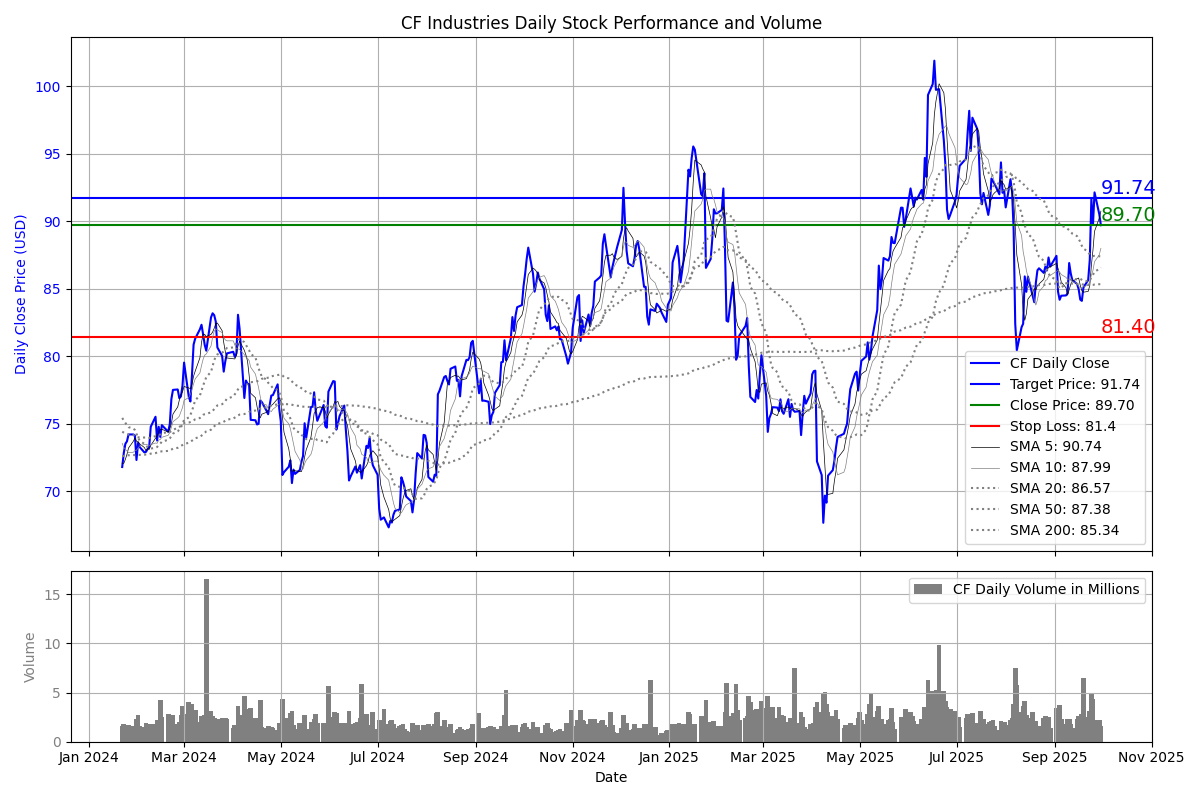 CF Industries Daily Stock Performance and Volume
Daily Close Price (USD)
100
95
90
85
80
75
70
91.74
89.70
81.40
CF Daily Close
Target Price: 91.74
Close Price: 89.70
Stop Loss: 81.4
SMA 5: 90.74
SMA 10: 87.99
SMA 20: 86.57
SMA 50: 87.38
SMA 200: 85.34
Volume
15
10
5
0
CF Daily Volume in Millions
Jan 2024 Mar 2024 May 2024 Jul 2024 Sep 2024 Nov 2024 Jan 2025 Mar 2025 May 2025 Jul 2025 Sep 2025 Nov 2025
Date